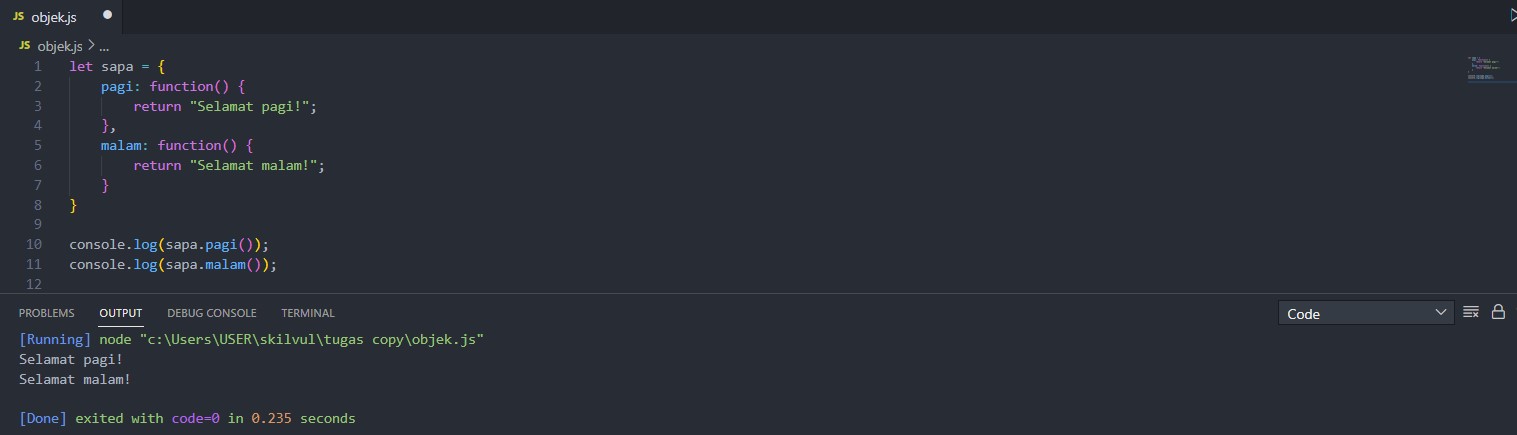 JS objek.js
JS objek.js > ...
1 let sapa = {
2     pagi: function() {
3         return "Selamat pagi!";
4     },
5     malam: function() {
6         return "Selamat malam!";
7     }
8 }
9
10 console.log(sapa.pagi());
11 console.log(sapa.malam());
12
PROBLEMS OUTPUT DEBUG CONSOLE TERMINAL Code
[Running] node "c:\Users\USER\skilvul\tugas copy\objek.js"
Selamat pagi!
Selamat malam!
[Done] exited with code=0 in 0.235 seconds